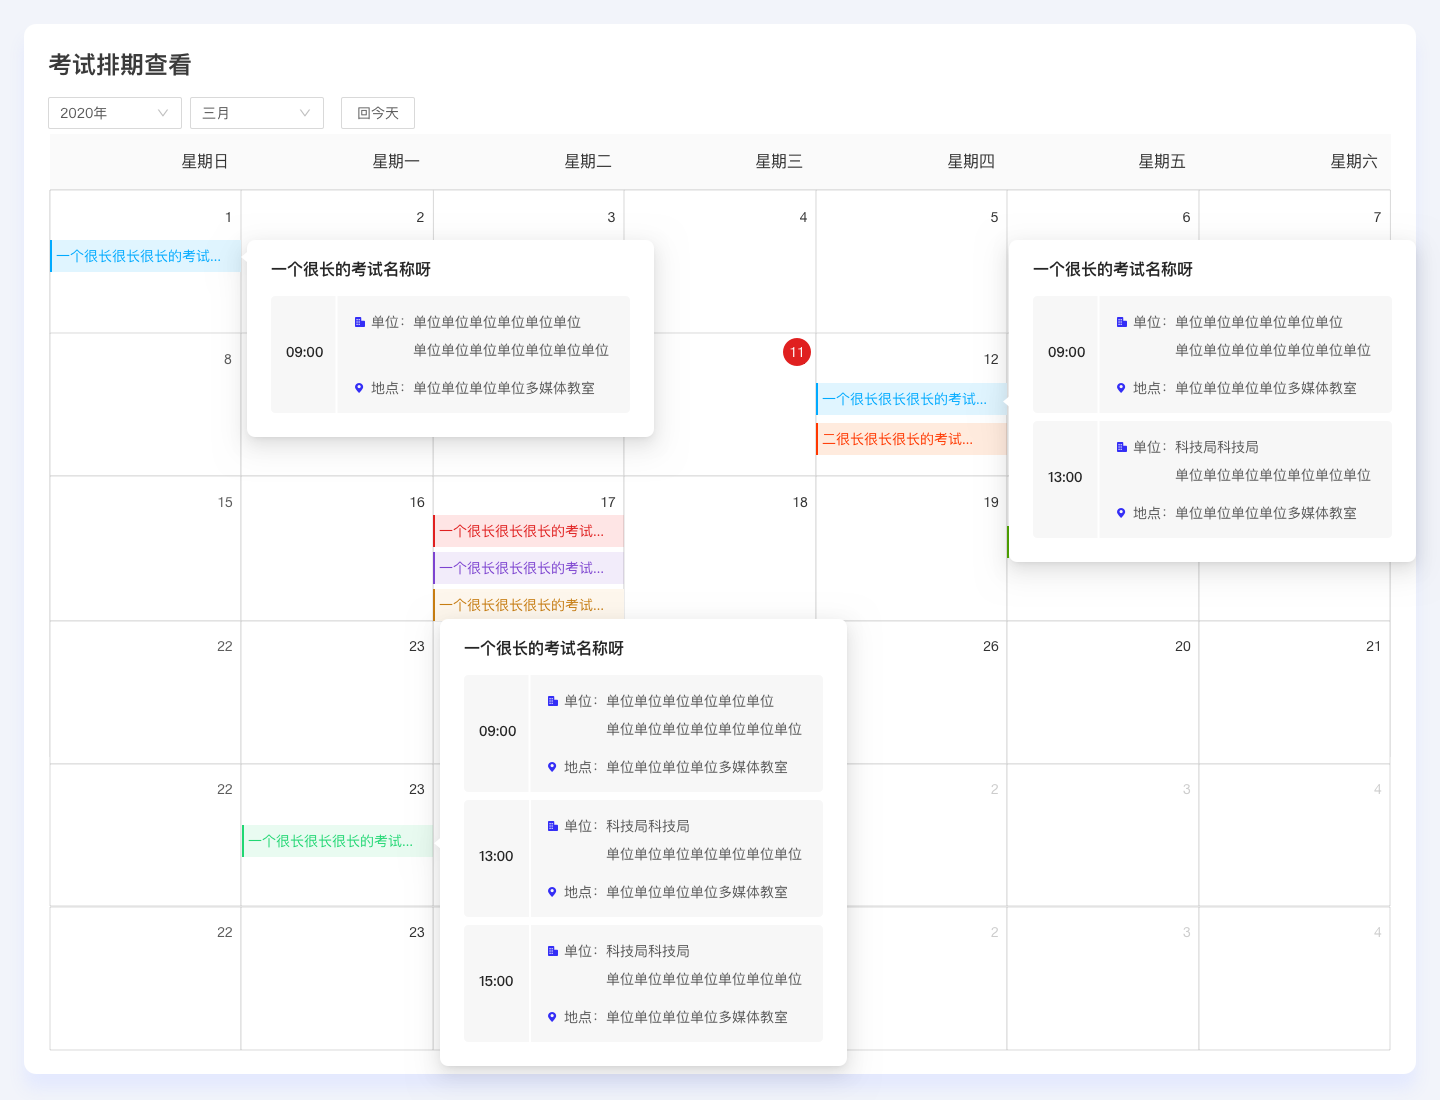 考试排期查看
2020年
三月
回今天
星期日
星期一
星期二
星期三
星期四
星期五
星期六
1
2
3
4
5
6
7
一个很长很长很长的考试...
一个很长的考试名称呀
09:00
单位：单位单位单位单位单位单位
单位单位单位单位单位单位单位
地点：单位单位单位单位多媒体教室
一个很长的考试名称呀
09:00
单位：单位单位单位单位单位单位
单位单位单位单位单位单位单位
地点：单位单位单位单位多媒体教室
13:00
单位：科技局科技局
单位单位单位单位单位单位单位
地点：单位单位单位单位多媒体教室
8
11
12
一个很长很长很长的考试...
二很长很长很长的考试...
15
16
17
18
19
一个很长很长很长的考试...
一个很长很长很长的考试...
一个很长很长很长的考试...
22
23
26
20
21
一个很长的考试名称呀
09:00
单位：单位单位单位单位单位单位
单位单位单位单位单位单位单位
地点：单位单位单位单位多媒体教室
13:00
单位：科技局科技局
单位单位单位单位单位单位单位
地点：单位单位单位单位多媒体教室
15:00
单位：科技局科技局
单位单位单位单位单位单位单位
地点：单位单位单位单位多媒体教室
22
23
2
3
4
一个很长很长很长的考试...
22
23
2
3
4